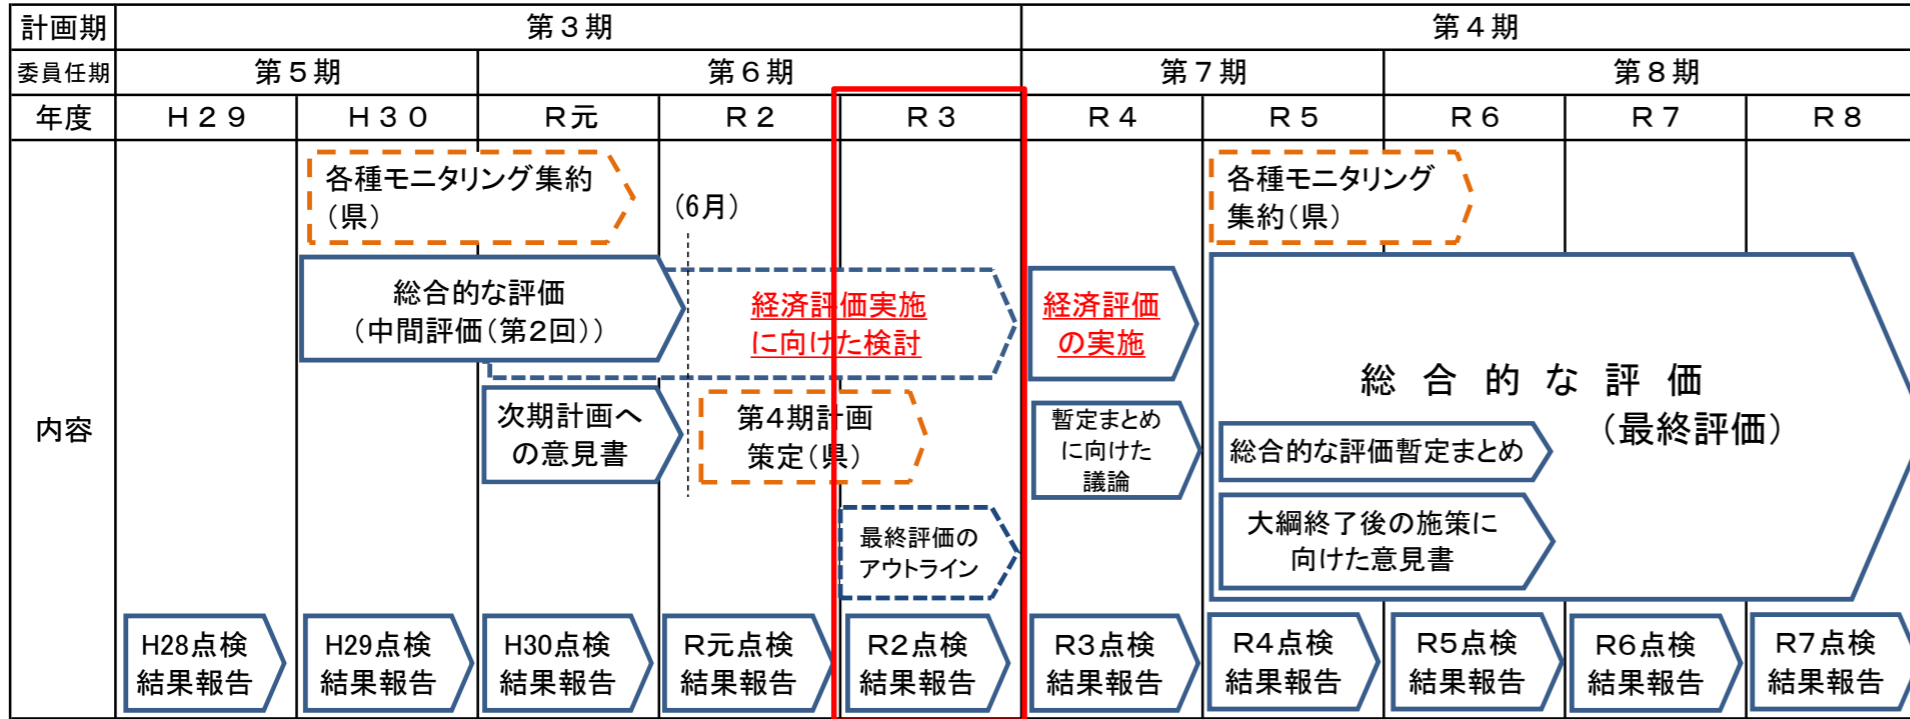 計画期 第3期 第4期
委員任期 第5期 第6期 第7期 第8期
年度 H29 H30 R元 R2 R3 R4 R5 R6 R7 R8
内容
各種モニタリング集約
(県)
(6月)
各種モニタリング
集約(県)
総合的な評価
(中間評価(第2回))
経済評価実施
に向けた検討
経済評価
の実施
総合的な評価
(最終評価)
次期計画へ
の意見書
第4期計画
策定(県)
暫定まとめ
に向けた
議論
総合的な評価暫定まとめ
最終評価の
アウトライン
大綱終了後の施策に
向けた意見書
H28点検
結果報告
H29点検
結果報告
H30点検
結果報告
R元点検
結果報告
R2点検
結果報告
R3点検
結果報告
R4点検
結果報告
R5点検
結果報告
R6点検
結果報告
R7点検
結果報告